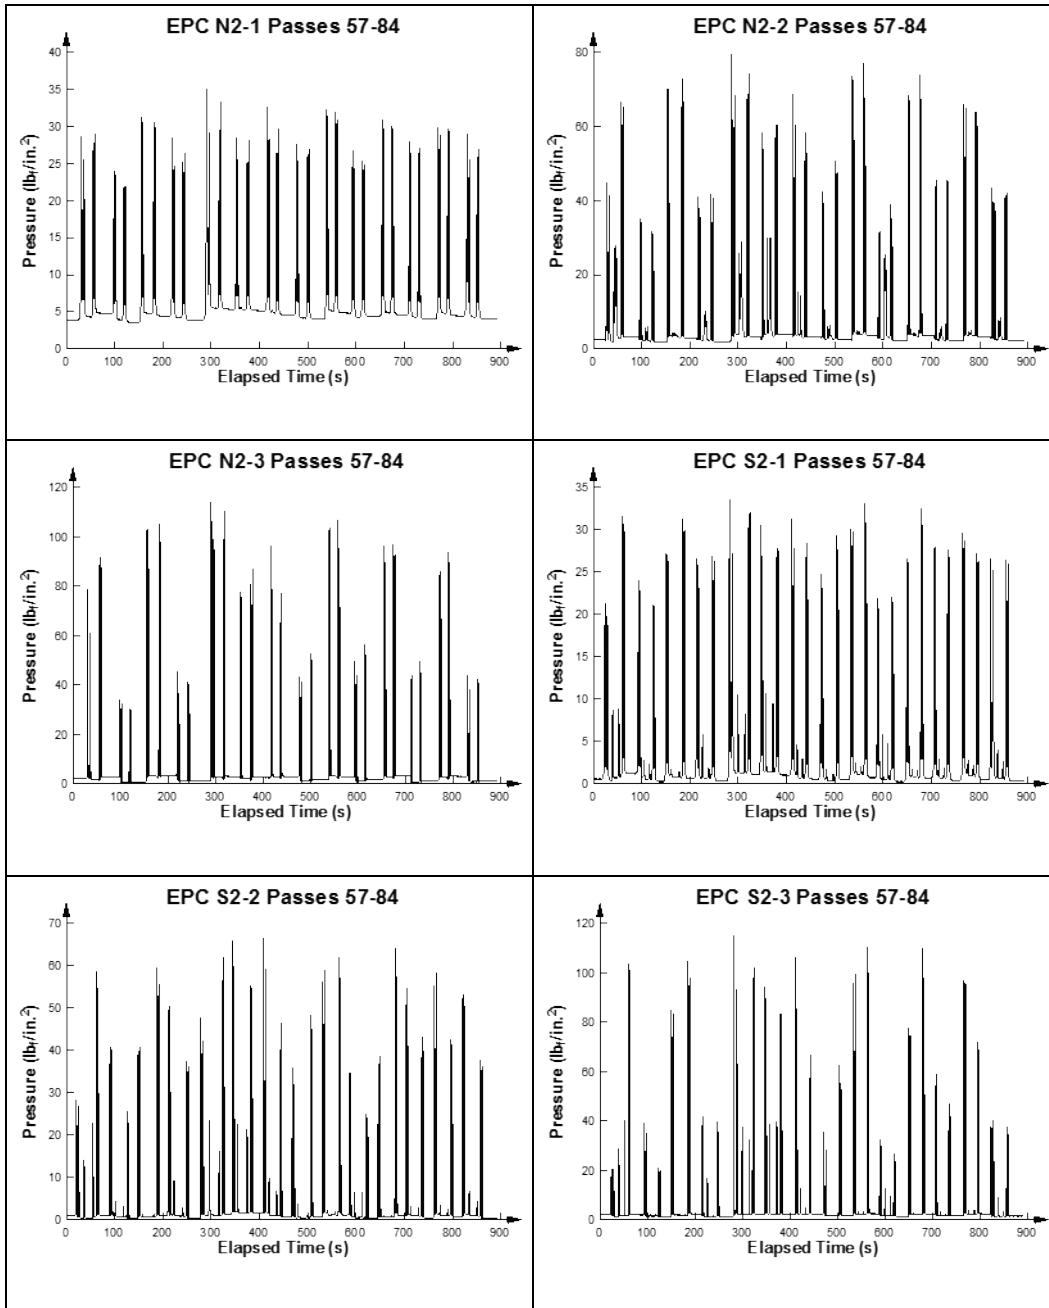 EPC N2-1 Passes 57-84
40
35
30
25
20
15
10
5
0
Pressure (lbf/in.²)
0 100 200 300 400 500 600 700 800 900
Elapsed Time (s)
EPC N2-2 Passes 57-84
80
60
40
20
0
Pressure (lbf/in.²)
0 100 200 300 400 500 600 700 800 900
Elapsed Time (s)
EPC N2-3 Passes 57-84
120
100
80
60
40
20
0
Pressure (lbf/in.²)
0 100 200 300 400 500 600 700 800 900
Elapsed Time (s)
EPC S2-1 Passes 57-84
35
30
25
20
15
10
5
0
Pressure (lbf/in.²)
0 100 200 300 400 500 600 700 800 900
Elapsed Time (s)
EPC S2-2 Passes 57-84
70
60
50
40
30
20
10
0
Pressure (lbf/in.²)
0 100 200 300 400 500 600 700 800 900
Elapsed Time (s)
EPC S2-3 Passes 57-84
120
100
80
60
40
20
0
Pressure (lbf/in.²)
0 100 200 300 400 500 600 700 800 900
Elapsed Time (s)